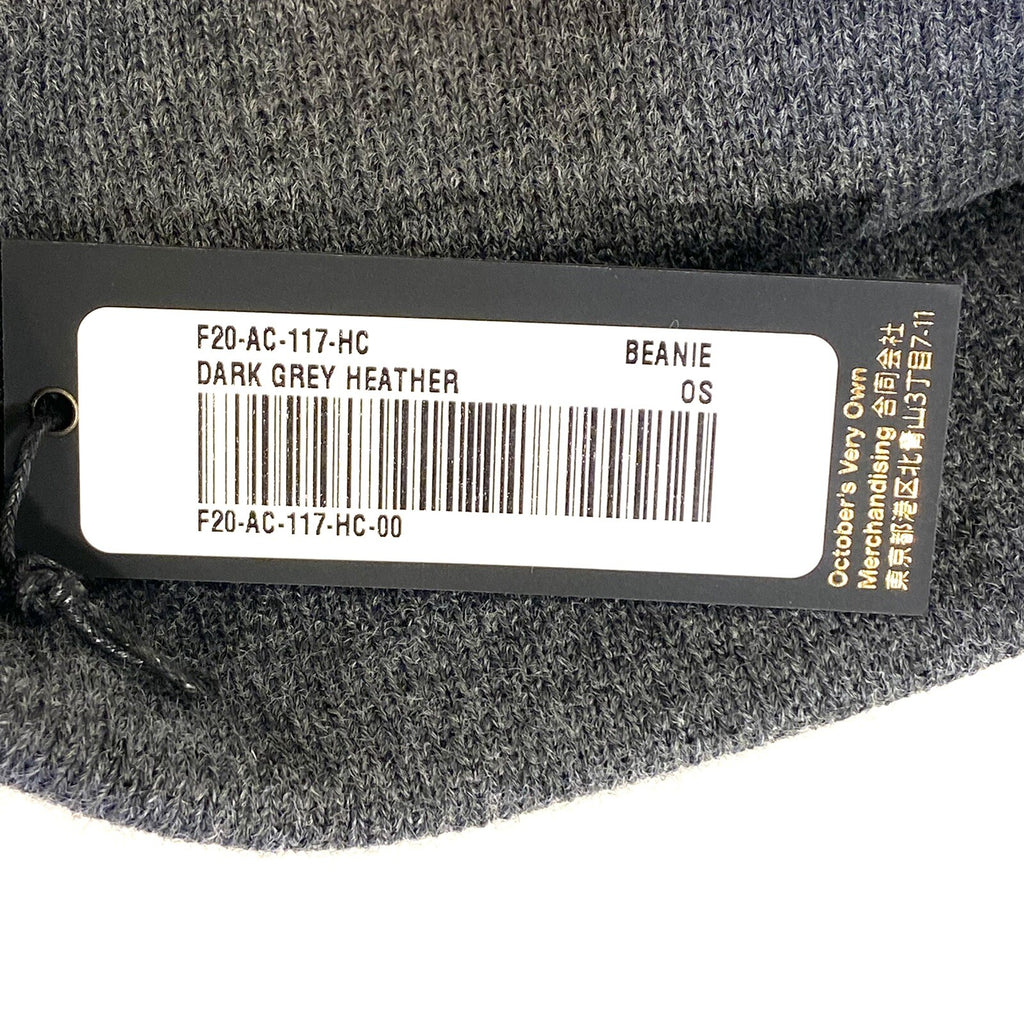 F20-AC-117-HC BEANIE
DARK GREY HEATHER OS
F20-AC-117-HC-00
October's Very Own
Merchandising 合同会社
東京都港区北青山3丁目7-11